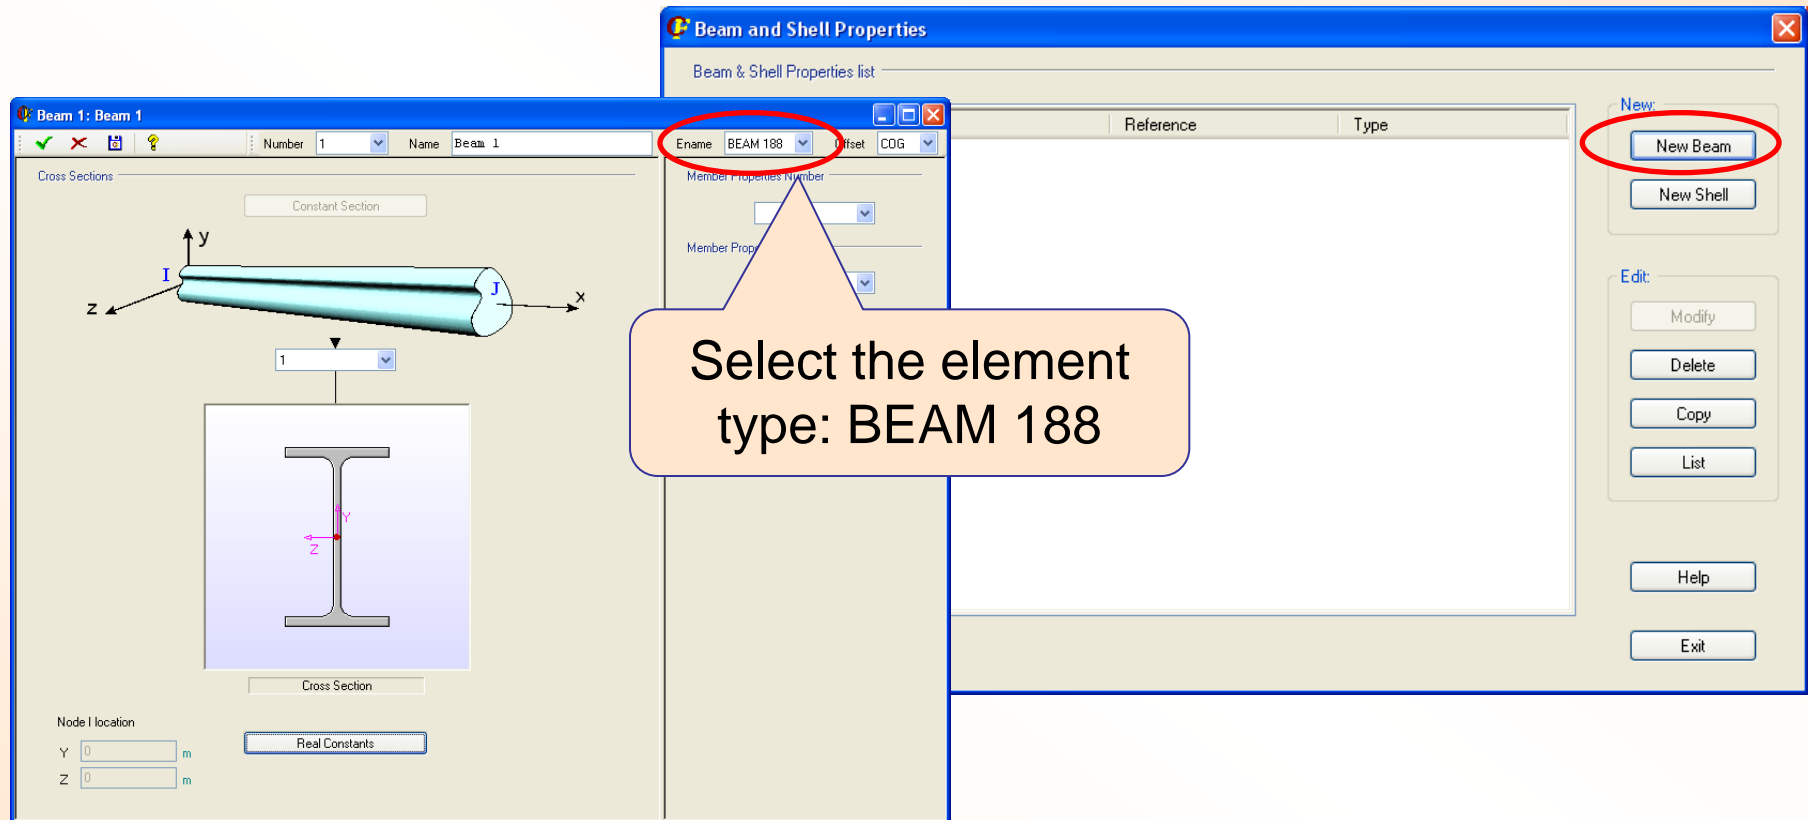 Beam and Shell Properties
Beam & Shell Properties list
Reference Type
New:
New Beam
New Shell
Edit:
Modify
Delete
Copy
List
Help
Exit
Beam 1: Beam 1
Number 1 Name Beam 1 Ename BEAM 188 Offset COG
Cross Sections
Constant Section
y
I
J
z
x
1
Y
Z
Cross Section
Node I location
Y 0 m
Z 0 m
Real Constants
Member Properties Number
Member Prop
Select the element
type: BEAM 188